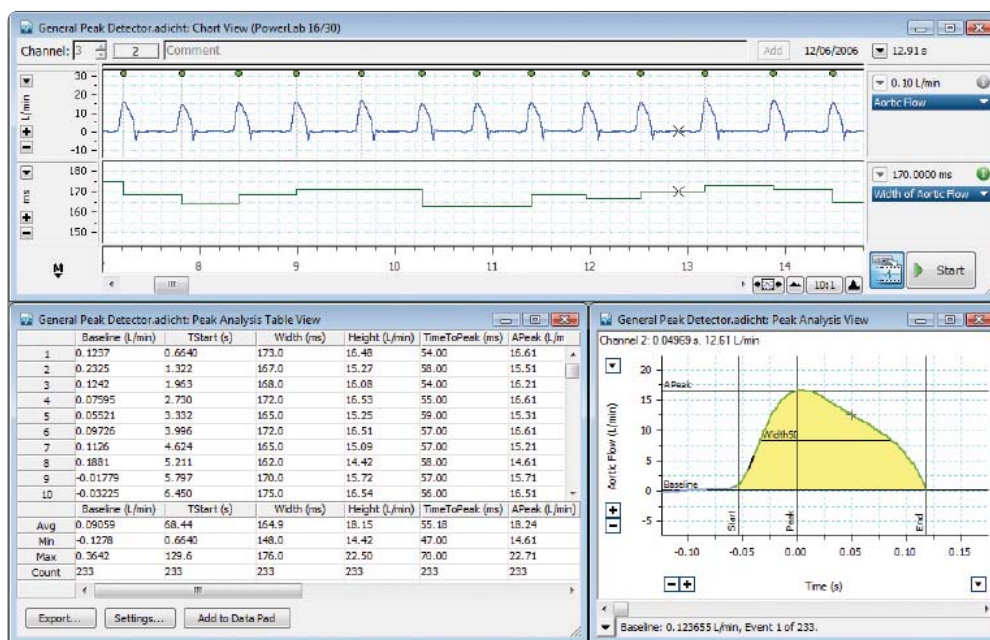 General Peak Detector.adicht: Chart View (PowerLab 16/30)
Channel: 3 2 Comment Add 12/06/2006 12.91 s
30
20
10
0
-10
L/min
0.10 L/min
Aortic Flow
180
170
160
150
ms
170.0000 ms
Width of Aortic Flow
M
8 9 10 11 12 13 14
10:1
Start
General Peak Detector.adicht: Peak Analysis Table View
Baseline (L/min) TStart (s) Width (ms) Height (L/min) TimeToPeak (ms) APeak (L/m
1 0.1237 0.6640 173.0 16.48 54.00 16.61
2 0.2325 1.322 167.0 15.27 58.00 15.51
3 0.1242 1.963 168.0 16.08 54.00 16.21
4 0.07595 2.730 172.0 16.53 55.00 16.61
5 0.05521 3.332 165.0 15.25 59.00 15.31
6 0.09726 3.996 172.0 16.51 57.00 16.61
7 0.1126 4.624 165.0 15.09 57.00 15.21
8 0.1881 5.211 162.0 14.42 58.00 14.61
9 -0.01779 5.797 170.0 15.72 57.00 15.71
10 -0.03225 6.450 175.0 16.54 56.00 16.51
Baseline (L/min) TStart (s) Width (ms) Height (L/min) TimeToPeak (ms) APeak (L/min)
Avg 0.09059 68.44 164.9 18.15 55.18 18.24
Min -0.1278 0.6640 148.0 14.42 47.00 14.61
Max 0.3642 129.6 176.0 22.50 70.00 22.71
Count 233 233 233 233 233 233
Export... Settings... Add to Data Pad
General Peak Detector.adicht: Peak Analysis View
Channel 2: 0.04969 s, 12.61 L/min
20
APeak
15
10
Width50
5
Baseline
0
-5
Aortic Flow (L/min)
Start
Peak
End
-0.10 -0.05 0.00 0.05 0.10 0.15
Time (s)
Baseline: 0.123655 L/min, Event 1 of 233.